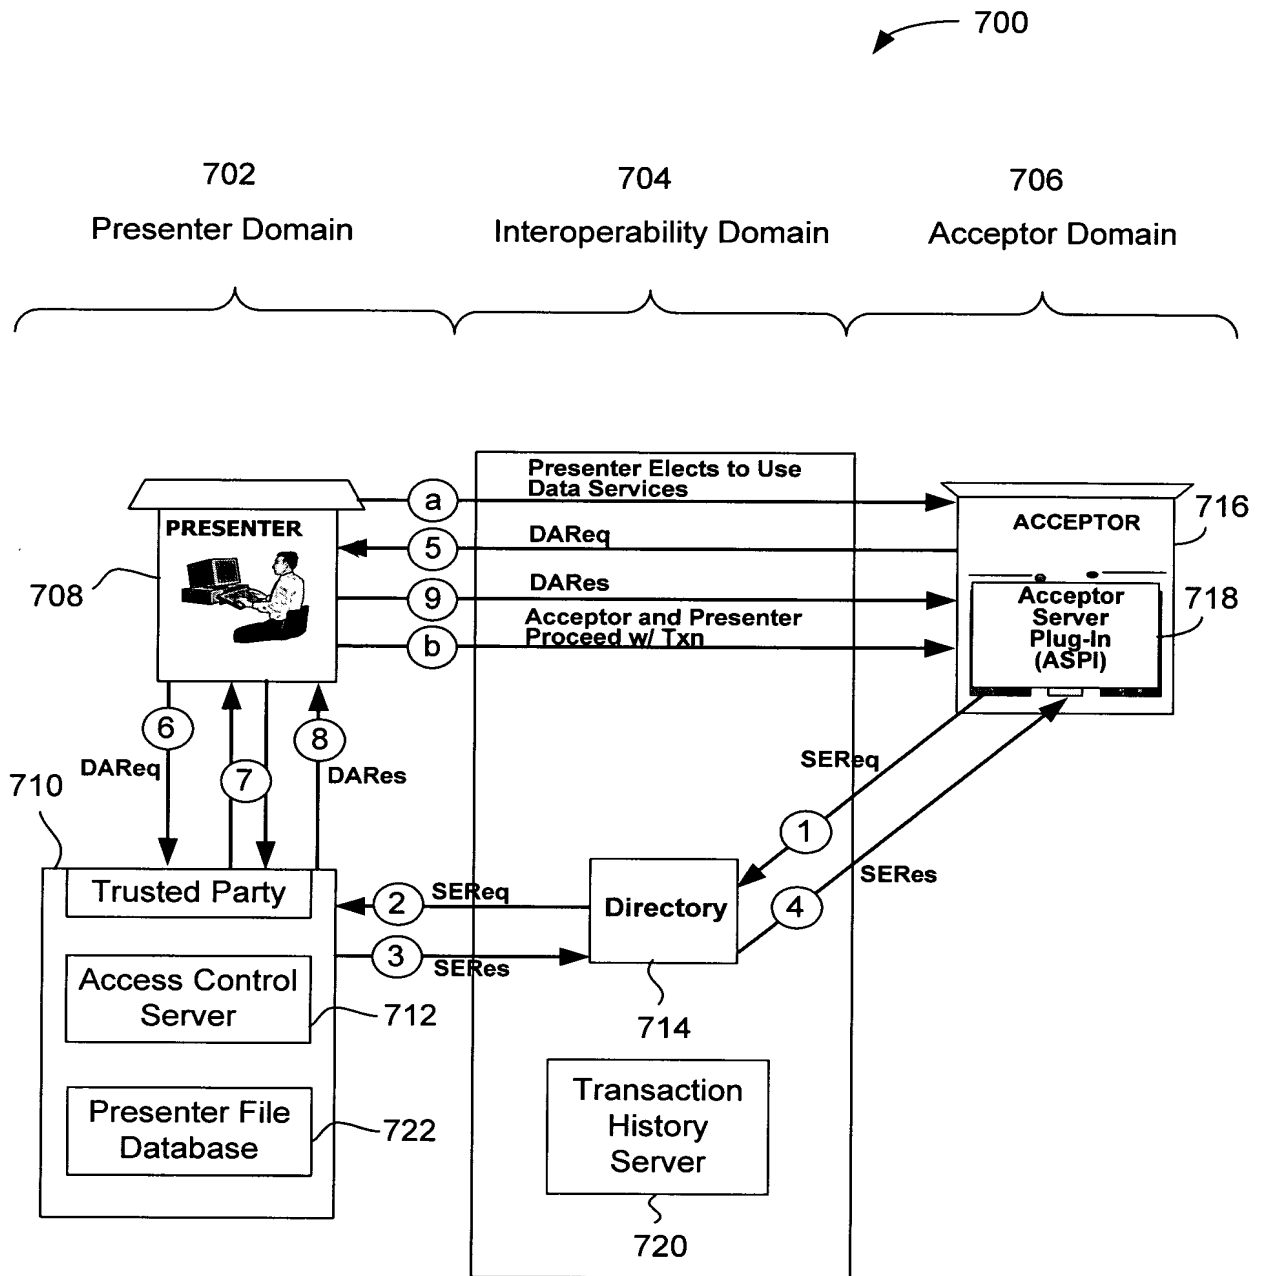 700
702
704
706
Presenter Domain
Interoperability Domain
Acceptor Domain
Presenter Elects to Use
Data Services
a
PRESENTER
ACCEPTOR
716
DAReq
5
708
DARes
9
Acceptor
Server
Plug-In
(ASPI)
718
Acceptor and Presenter
Proceed w/ Txn
b
6
DAReq
7
8
DARes
710
SEReq
1
SERes
4
Trusted Party
2
SEReq
Directory
3
SERes
Access Control
Server
712
714
Presenter File
Database
722
Transaction
History
Server
720